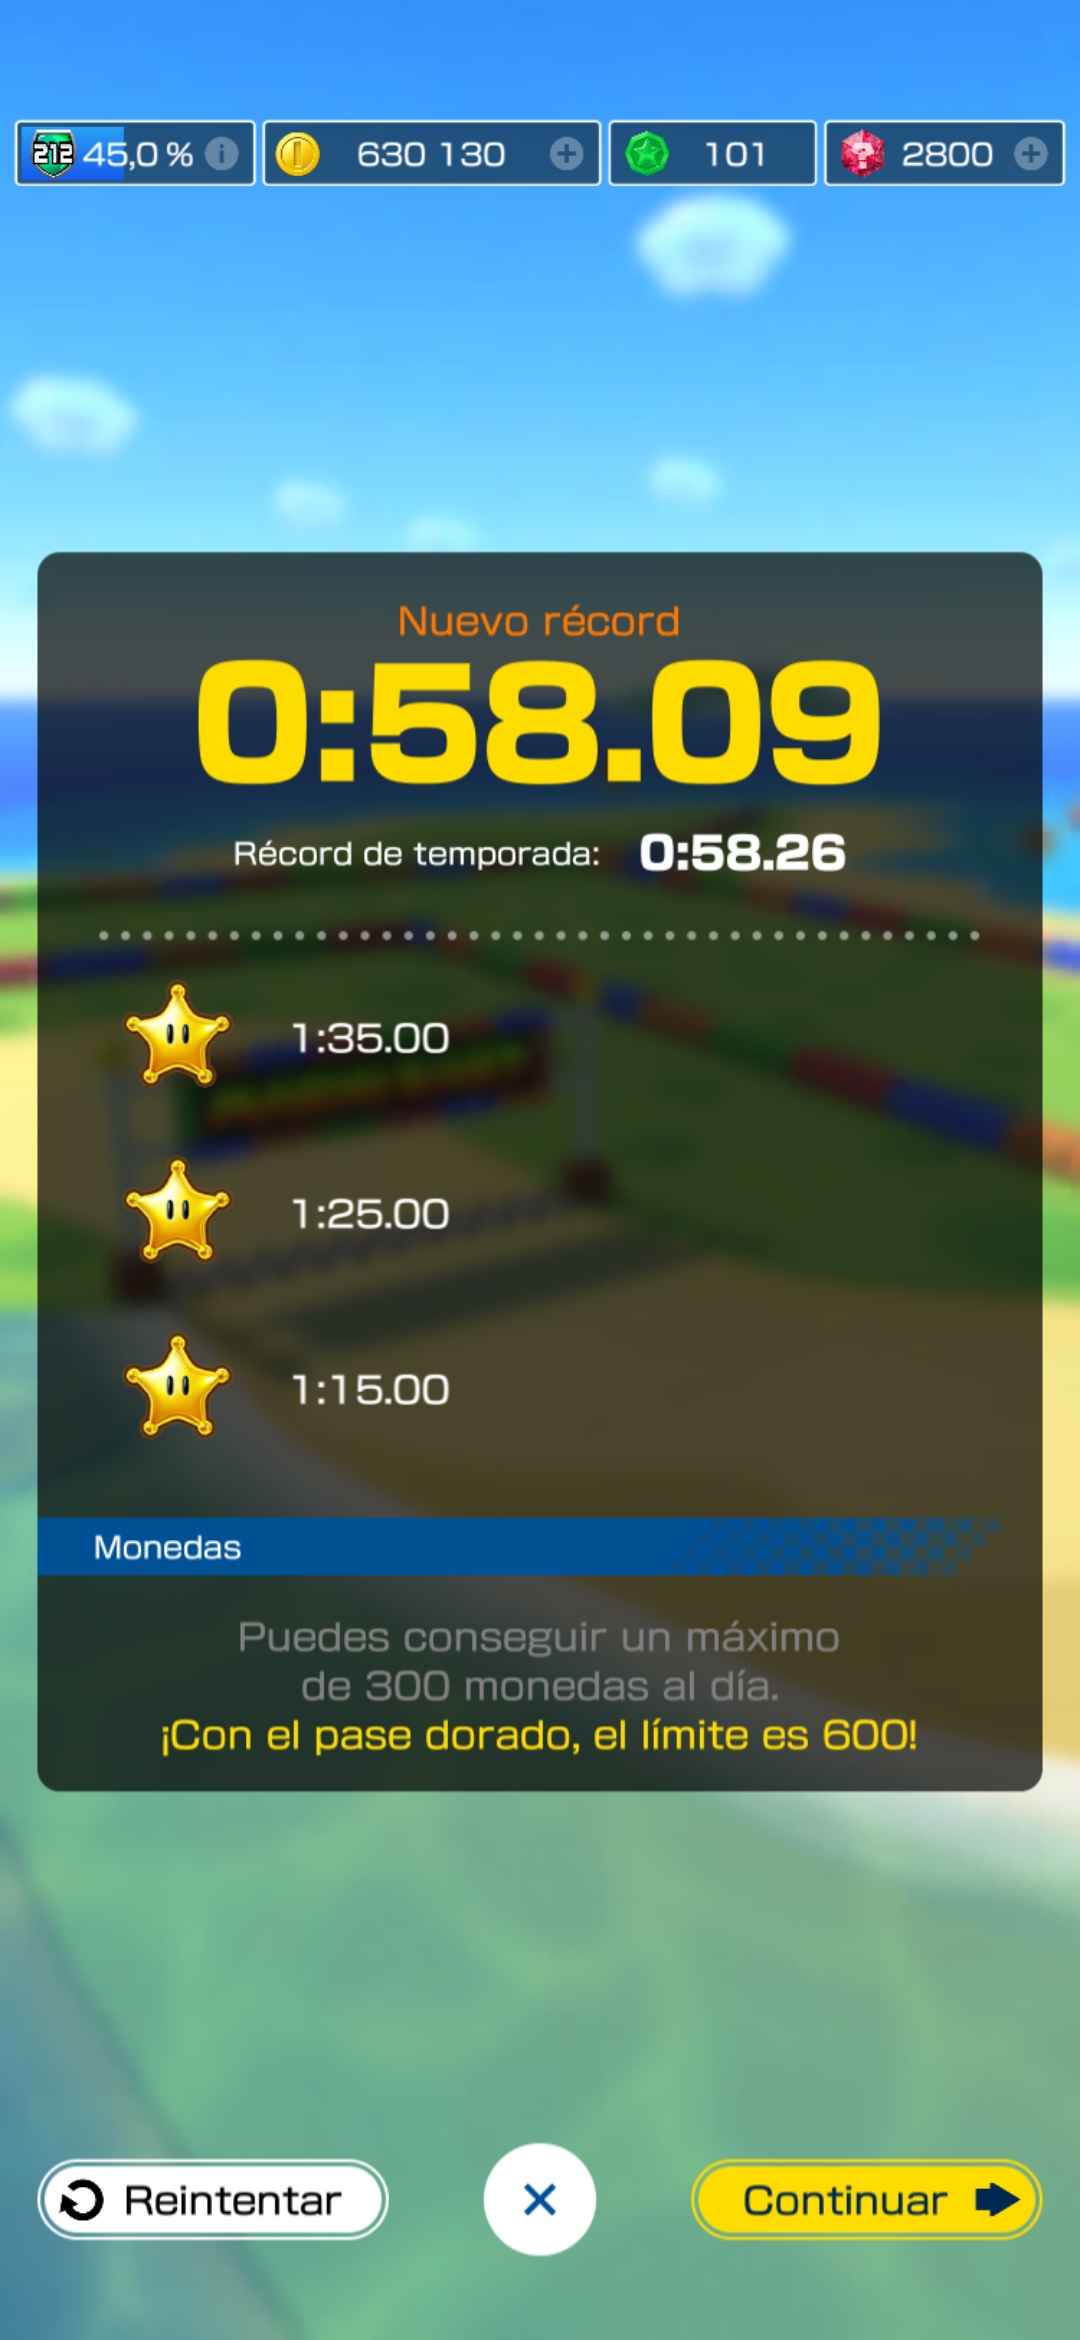 212 45,0 % i 630 130 + 101 ? 2800 +
Nuevo récord
0:58.09
Récord de temporada: 0:58.26
1:35.00
1:25.00
1:15.00
Monedas
Puedes conseguir un máximo
de 300 monedas al día.
¡Con el pase dorado, el límite es 600!
Reintentar × Continuar